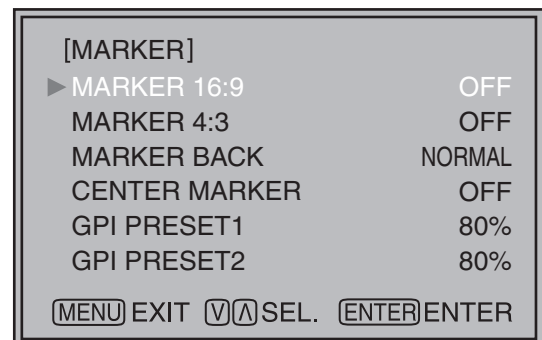 [MARKER]
▶MARKER 16:9 OFF
MARKER 4:3 OFF
MARKER BACK NORMAL
CENTER MARKER OFF
GPI PRESET1 80%
GPI PRESET2 80%
MENU EXIT V Λ SEL. ENTER ENTER